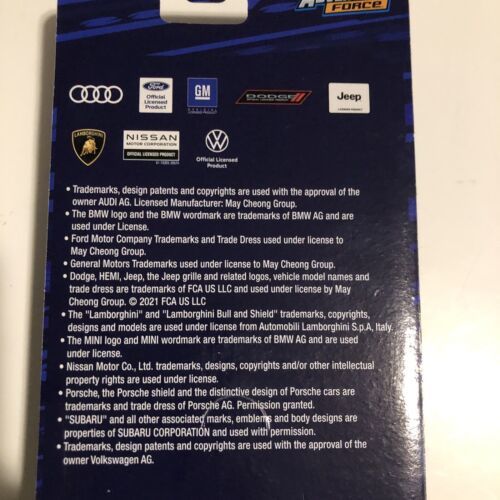 FORCE
Ford
Official
Licensed
Product
GM
OFFICIAL
DODGE
Jeep
LAMBORGHINI
NISSAN
MOTOR CORPORATION
OFFICIAL LICENSED PRODUCT
Official Licensed
Product
• Trademarks, design patents and copyrights are used with the approval of the
owner AUDI AG. Licensed Manufacturer: May Cheong Group.
• The BMW logo and the BMW wordmark are trademarks of BMW AG and are
used under License.
• Ford Motor Company Trademarks and Trade Dress used under license to
May Cheong Group.
• General Motors Trademarks used under license to May Cheong Group.
• Dodge, HEMI, Jeep, the Jeep grille and related logos, vehicle model names and
trade dress are trademarks of FCA US LLC and used under license by May
Cheong Group. © 2021 FCA US LLC
• The "Lamborghini" and "Lamborghini Bull and Shield" trademarks, copyrights,
designs and models are used under license from Automobili Lamborghini S.p.A, Italy.
• The MINI logo and MINI wordmark are trademarks of BMW AG and are used
under license.
• Nissan Motor Co., Ltd. trademarks, designs, copyrights and/or other intellectual
property rights are used under license.
• Porsche, the Porsche shield and the distinctive design of Porsche cars are
trademarks and trade dress of Porsche AG. Permission granted.
• "SUBARU" and all other associated marks, emblems and body designs are
properties of SUBARU CORPORATION and used with permission.
• Trademarks, design patents and copyrights are used with the approval of the
owner Volkswagen AG.